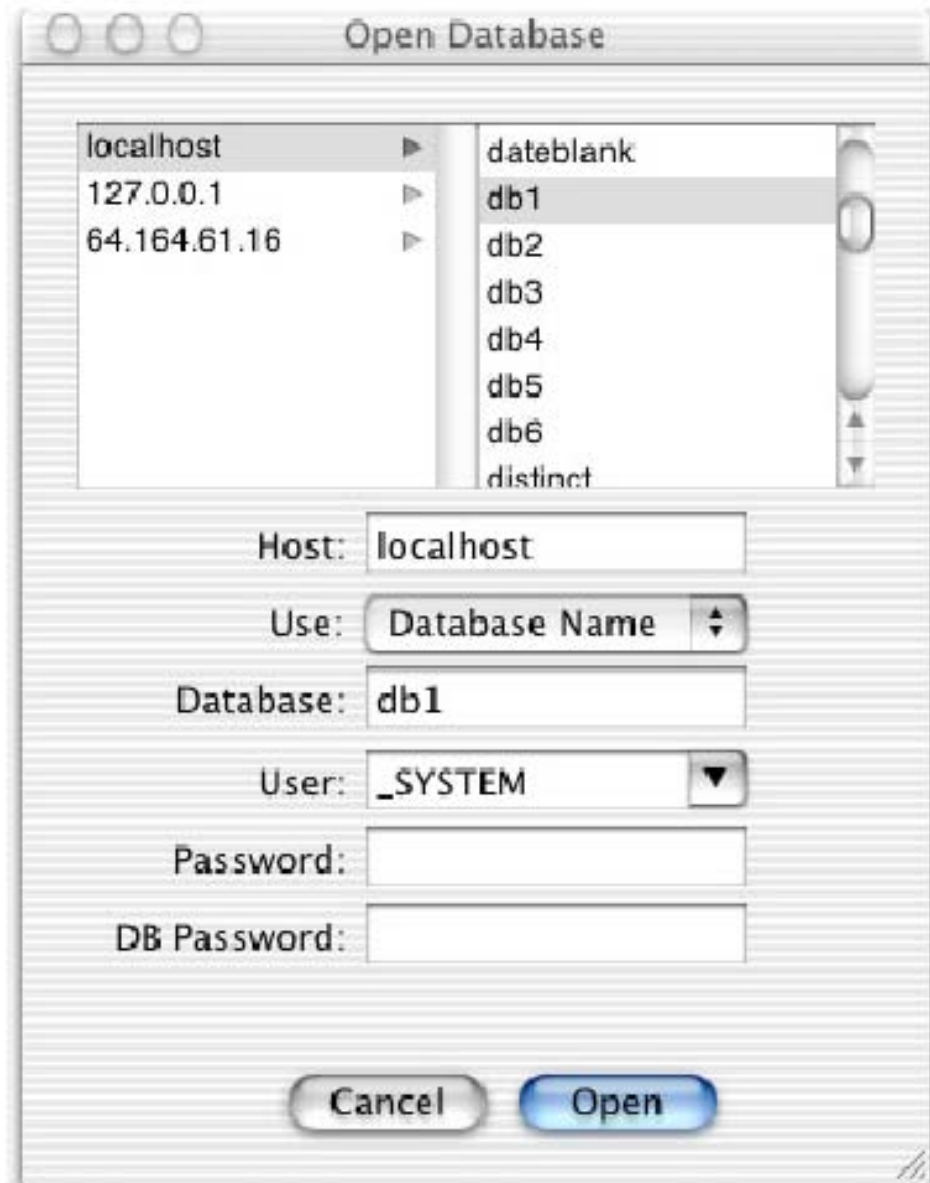 Open Database
localhost
127.0.0.1
64.164.61.16
dateblank
db1
db2
db3
db4
db5
db6
distinct
Host: localhost
Use: Database Name
Database: db1
User: _SYSTEM
Password:
DB Password:
Cancel Open